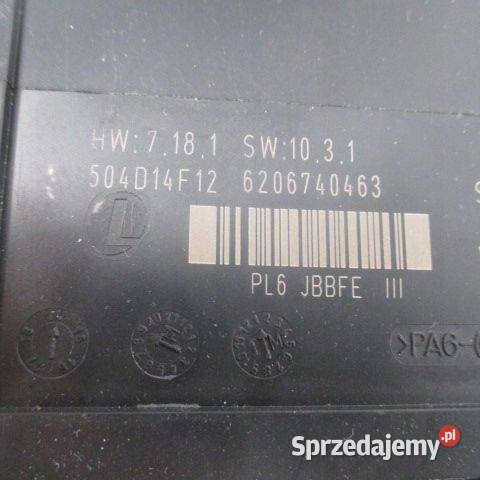 HW:7.18.1 SW:10.3.1
504D14F12 6206740463
PL6 JBBFE III
>PA6-
Sprzedajemy.pl